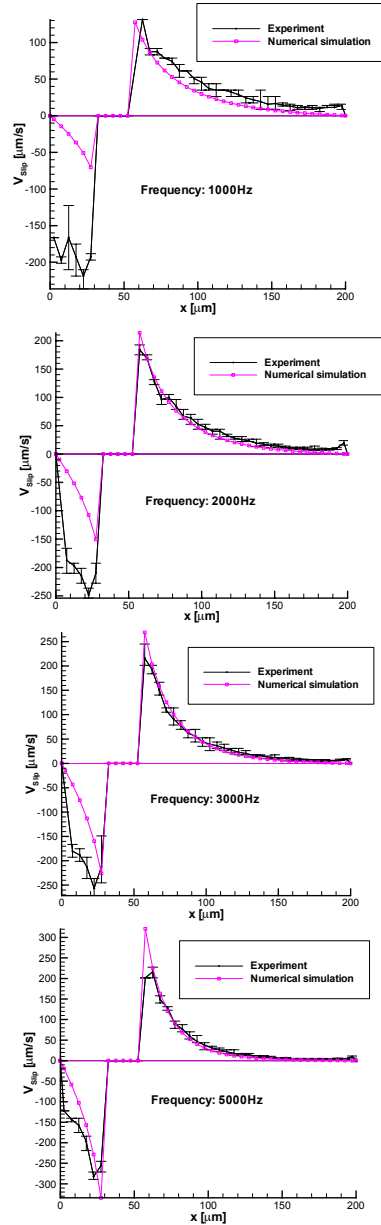 Experiment
Numerical simulation
100
50
0
-50
-100
-150
-200
V_Slip [μm/s]
Frequency: 1000Hz
0 50 100 150 200
x [μm]
Experiment
Numerical simulation
200
150
100
50
0
-50
-100
-150
-200
-250
V_Slip [μm/s]
Frequency: 2000Hz
0 50 100 150 200
x [μm]
Experiment
Numerical simulation
250
200
150
100
50
0
-50
-100
-150
-200
-250
V_Slip [μm/s]
Frequency: 3000Hz
0 50 100 150 200
x [μm]
Experiment
Numerical simulation
300
250
200
150
100
50
0
-50
-100
-150
-200
-250
-300
V_Slip [μm/s]
Frequency: 5000Hz
0 50 100 150 200
x [μm]